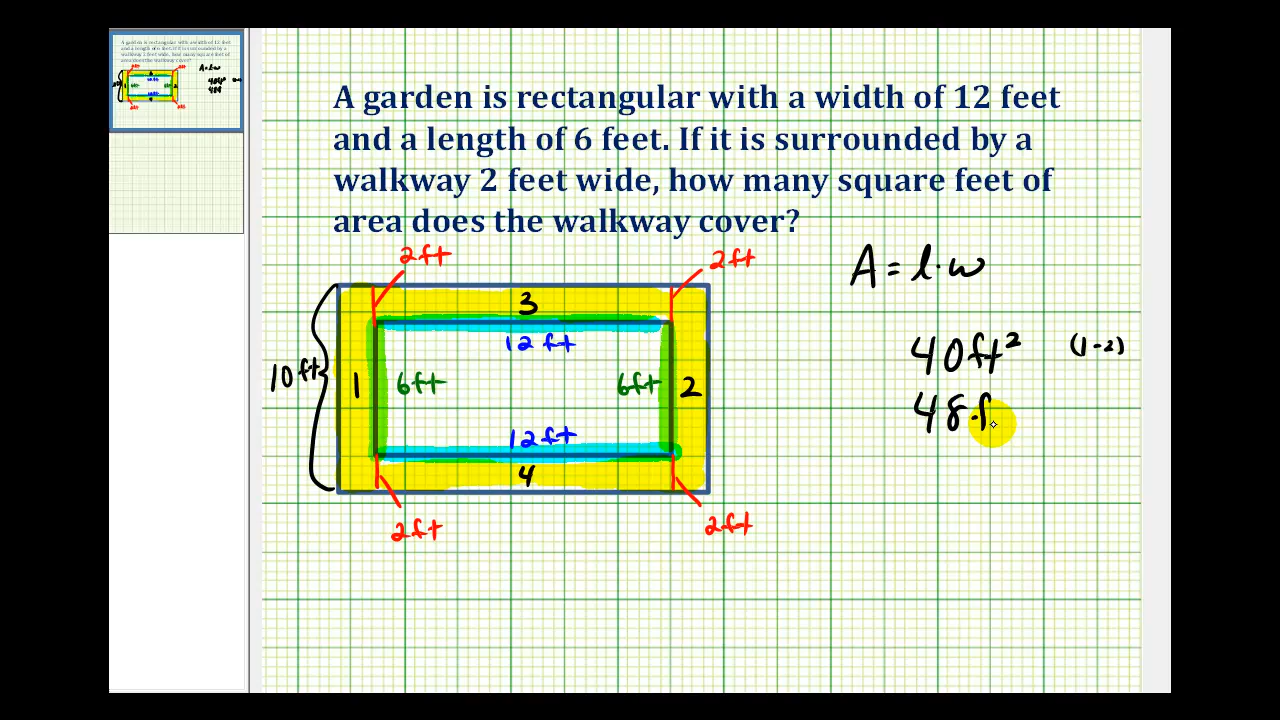 A garden is rectangular with a width of 12 feet
and a length of 6 feet. If it is surrounded by a
walkway 2 feet wide, how many square feet of
area does the walkway cover?
2ft 2ft
A = l·w
3
12 ft
40ft² (1-2)
10ft 1 6ft 6ft 2
48f
12ft
4
2ft 2ft